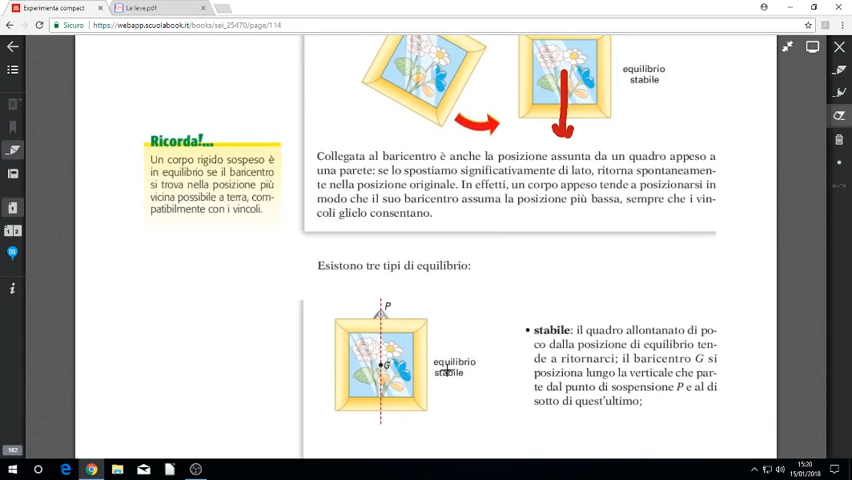 Esperimenta compact
Le leve.pdf
Sicuro
https://webapp.scuolabook.it/books/sei_25470/page/114
equilibrio
stabile
Ricorda!...
Un corpo rigido sospeso è
in equilibrio se il baricentro
si trova nella posizione più
vicina possibile a terra, com-
patibilmente con i vincoli.
Collegata al baricentro è anche la posizione assunta da un quadro appeso a
una parete: se lo spostiamo significativamente di lato, ritorna spontaneamen-
te nella posizione originale. In effetti, un corpo appeso tende a posizionarsi in
modo che il suo baricentro assuma la posizione più bassa, sempre che i vin-
coli glielo consentano.
Esistono tre tipi di equilibrio:
P
G
equilibrio
stabile
• stabile: il quadro allontanato di po-
co dalla posizione di equilibrio ten-
de a ritornarci; il baricentro G si
posiziona lungo la verticale che par-
te dal punto di sospensione P e al di
sotto di quest'ultimo;
1
1 2
102
15:20
15/01/2018